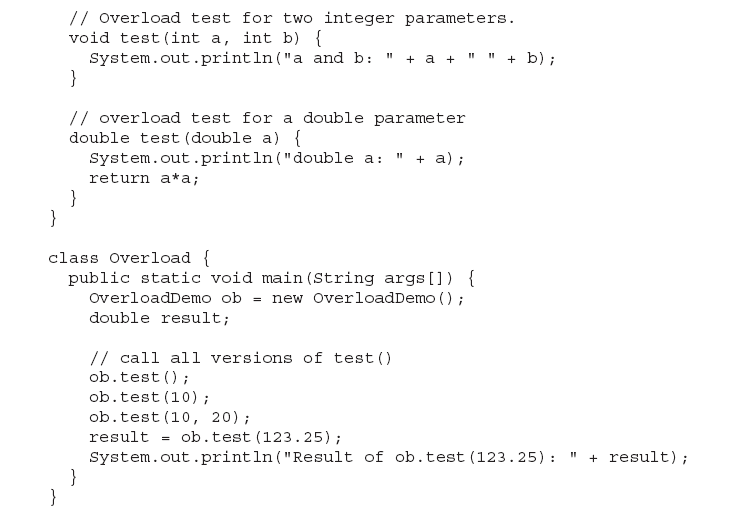 // Overload test for two integer parameters.
void test(int a, int b) {
System.out.println("a and b: " + a + " " + b);
}
// overload test for a double parameter
double test(double a) {
System.out.println("double a: " + a);
return a*a;
}
}
class Overload {
public static void main(String args[]) {
OverloadDemo ob = new OverloadDemo();
double result;
// call all versions of test()
ob.test();
ob.test(10);
ob.test(10, 20);
result = ob.test(123.25);
System.out.println("Result of ob.test(123.25): " + result);
}
}